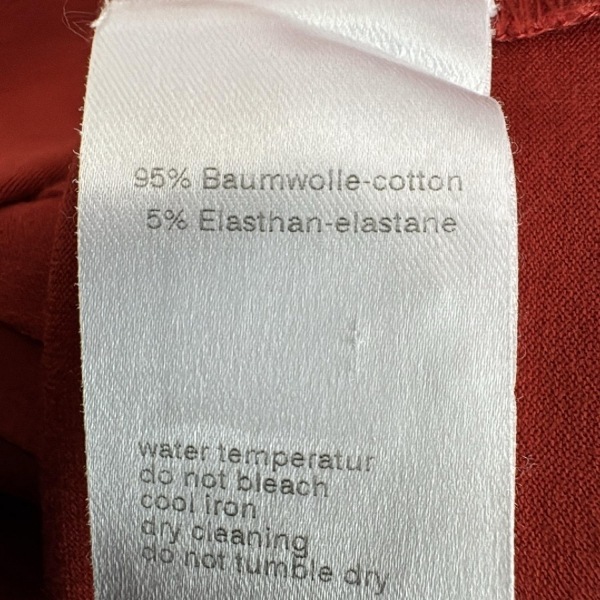 95% Baumwolle-cotton
5% Elasthan-elastane
water temperatur
do not bleach
cool iron
dry cleaning
do not tumble dry